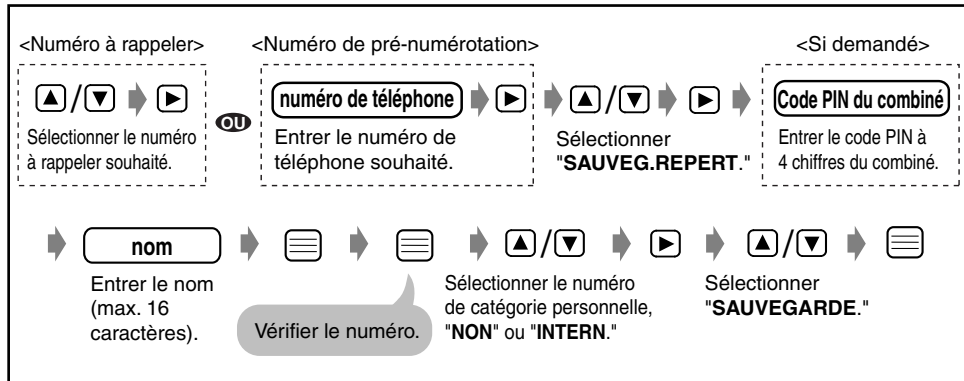 <Numéro à rappeler>
<Numéro de pré-numérotation>
<Si demandé>
/
Sélectionner le numéro
à rappeler souhaité.
OU
numéro de téléphone
Entrer le numéro de
téléphone souhaité.
/
Sélectionner
"SAUVEG.REPERT."
Code PIN du combiné
Entrer le code PIN à
4 chiffres du combiné.
nom
Entrer le nom
(max. 16
caractères).
Vérifier le numéro.
/
Sélectionner le numéro
de catégorie personnelle,
"NON" ou "INTERN."
/
Sélectionner
"SAUVEGARDE."